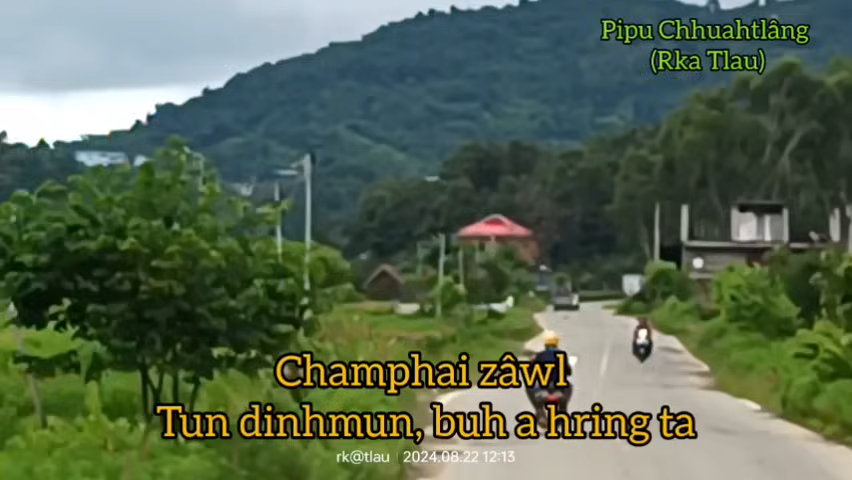 Pipu Chhuahtlâng
(Rka Tlau)
Champhai zâwl
Tun dinhmun, buh a hring ta
rk@tlau | 2024.08.22 12:13